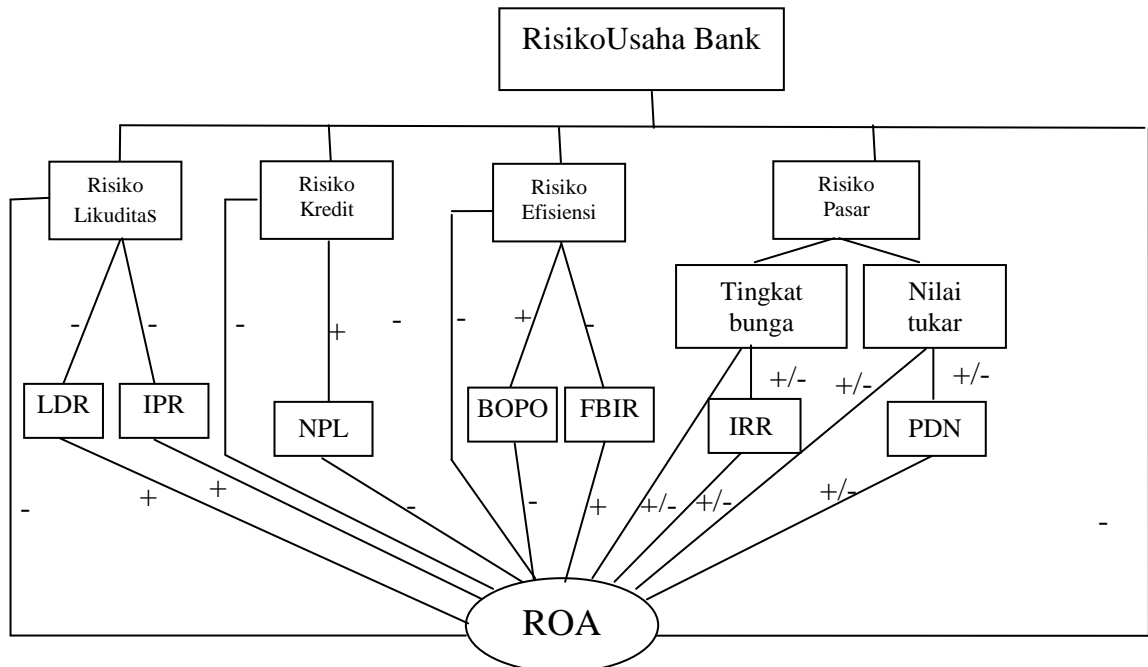 RisikoUsaha Bank
Risiko
LikuditaS
Risiko
Kredit
Risiko
Efisiensi
Risiko
Pasar
Tingkat
bunga
Nilai
tukar
-
-
-
+
-
-
+
-
+/-
+/-
+/-
LDR
IPR
NPL
BOPO
FBIR
IRR
PDN
-
+
+
-
-
+
+/-
+/-
+/-
-
ROA